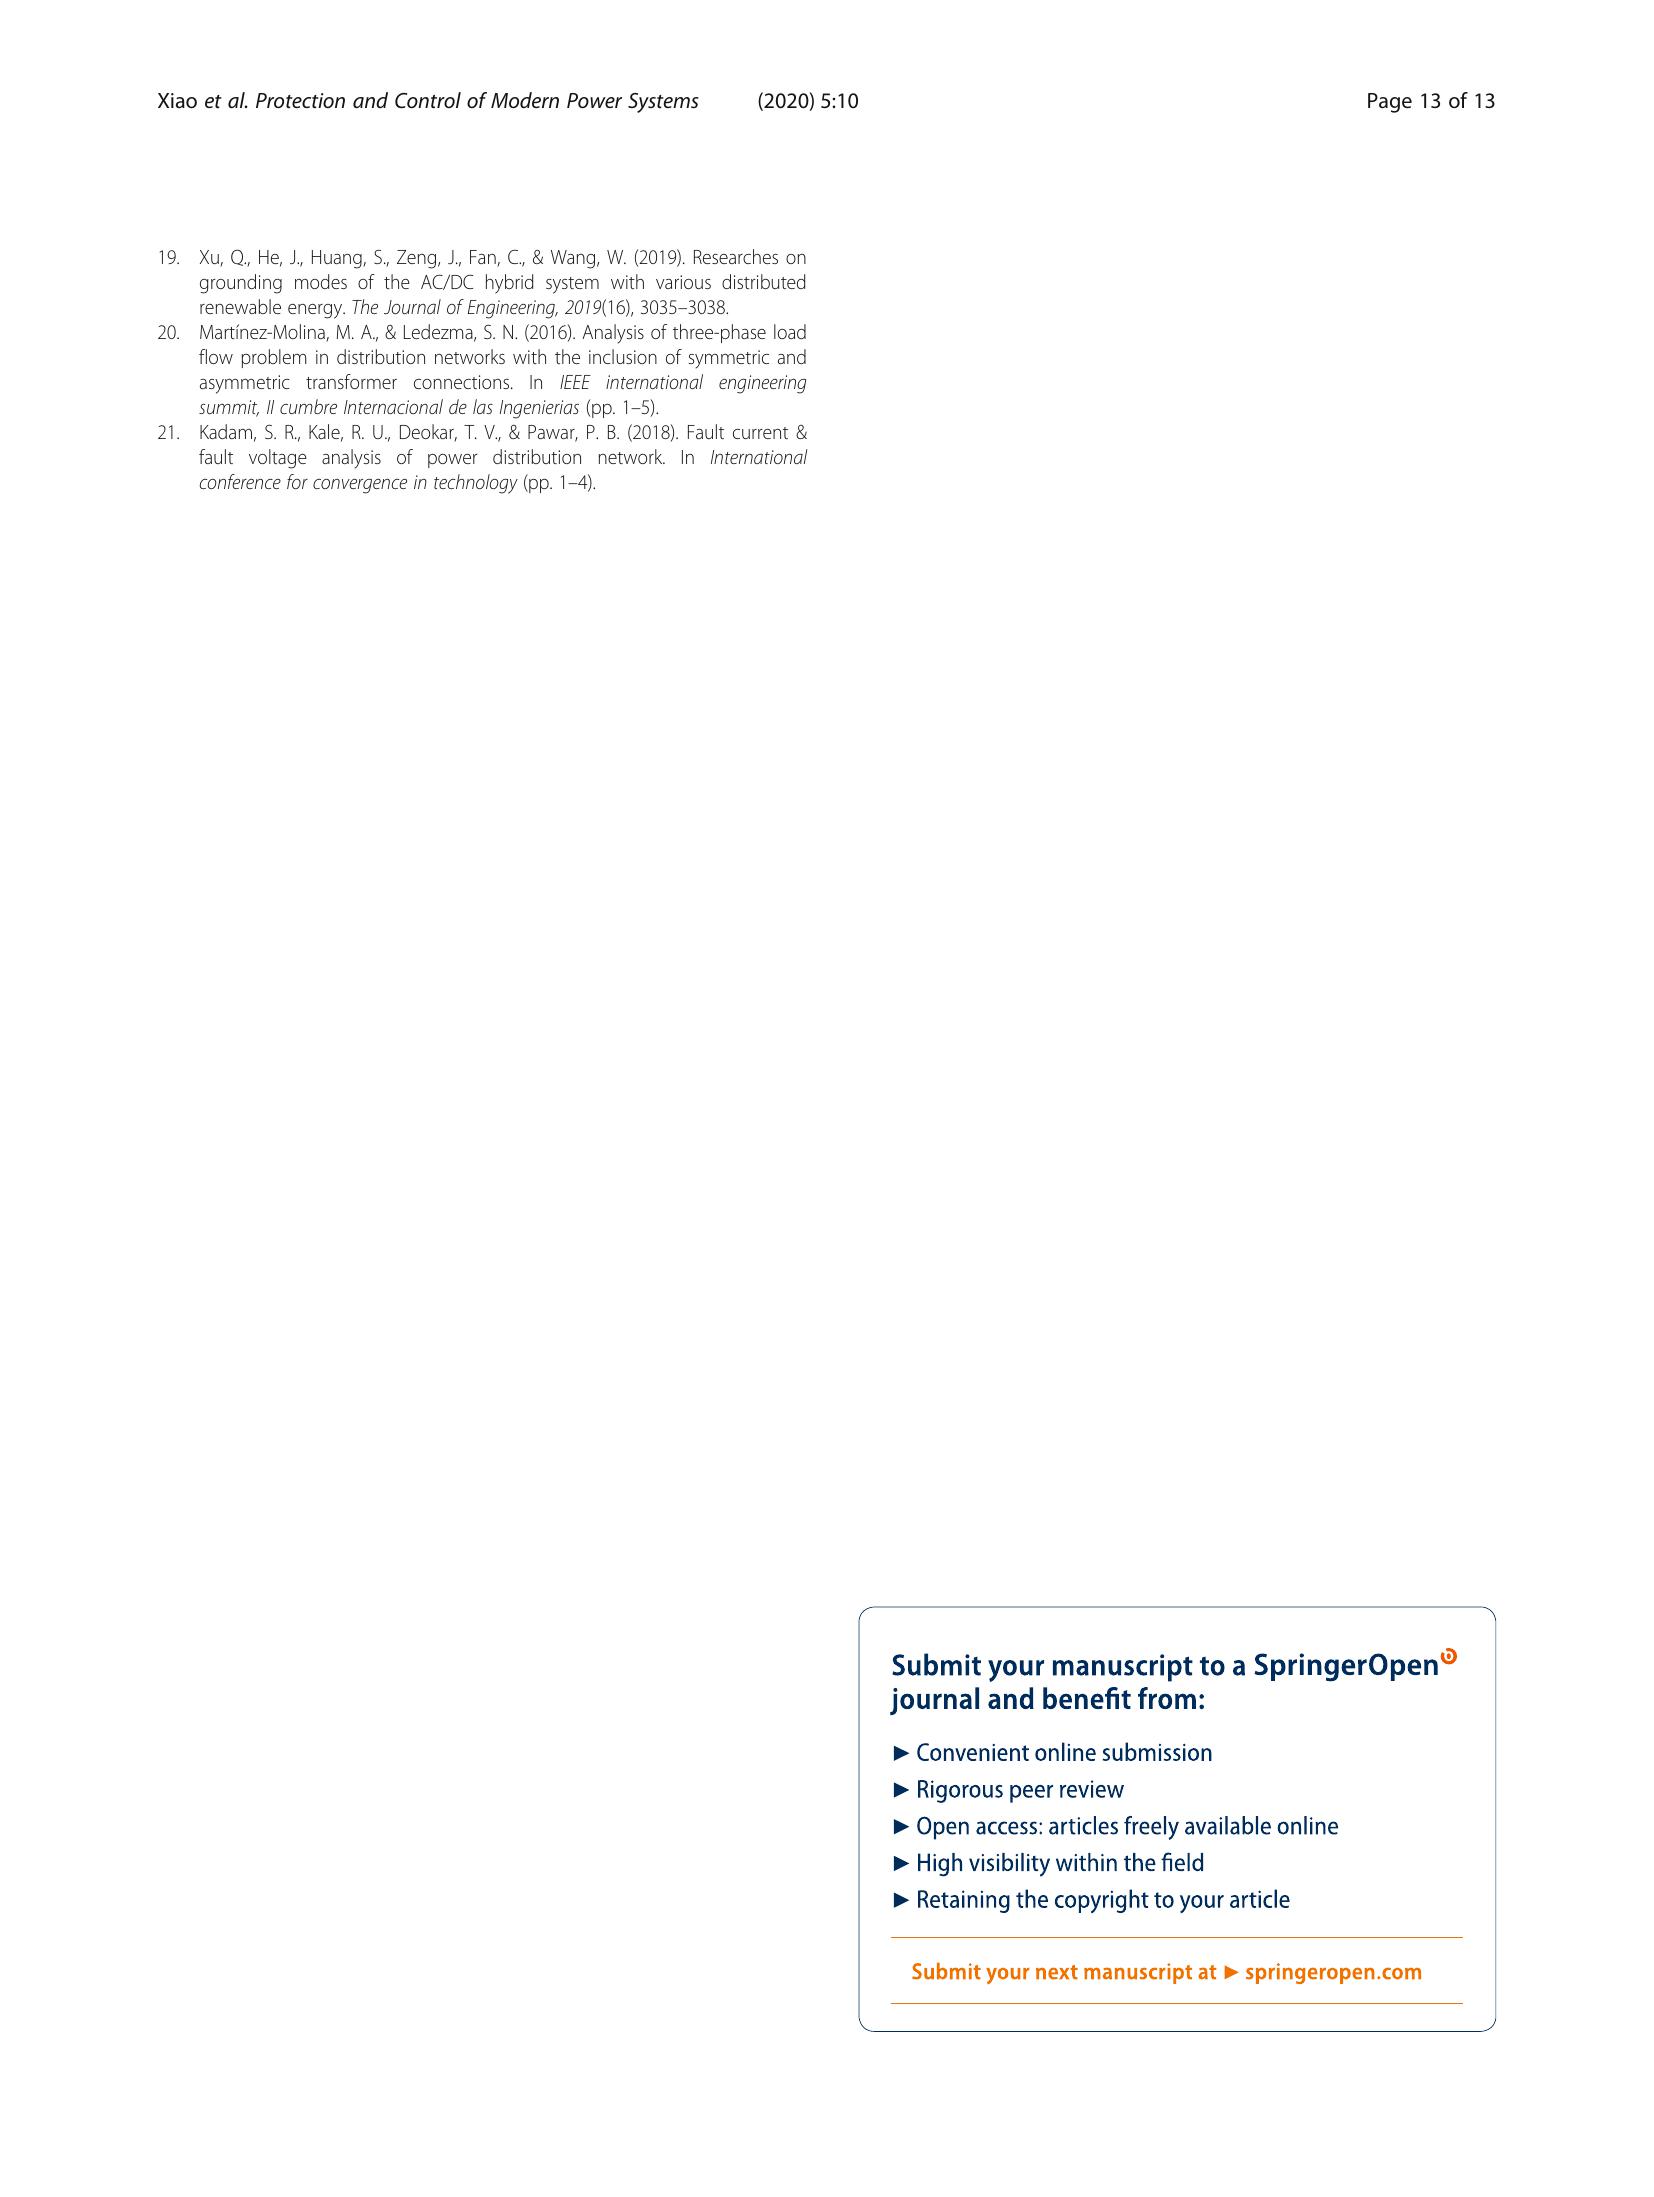 Xiao et al. Protection and Control of Modern Power Systems (2020) 5:10 Page 13 of 13
19. Xu, Q., He, J., Huang, S., Zeng, J., Fan, C., & Wang, W. (2019). Researches on
grounding modes of the AC/DC hybrid system with various distributed
renewable energy. The Journal of Engineering, 2019(16), 3035–3038.
20. Martínez-Molina, M. A., & Ledezma, S. N. (2016). Analysis of three-phase load
flow problem in distribution networks with the inclusion of symmetric and
asymmetric transformer connections. In IEEE international engineering
summit, II cumbre Internacional de las Ingenierias (pp. 1–5).
21. Kadam, S. R., Kale, R. U., Deokar, T. V., & Pawar, P. B. (2018). Fault current &
fault voltage analysis of power distribution network. In International
conference for convergence in technology (pp. 1–4).
Submit your manuscript to a SpringerOpen
journal and benefit from:
► Convenient online submission
► Rigorous peer review
► Open access: articles freely available online
► High visibility within the field
► Retaining the copyright to your article
Submit your next manuscript at ► springeropen.com